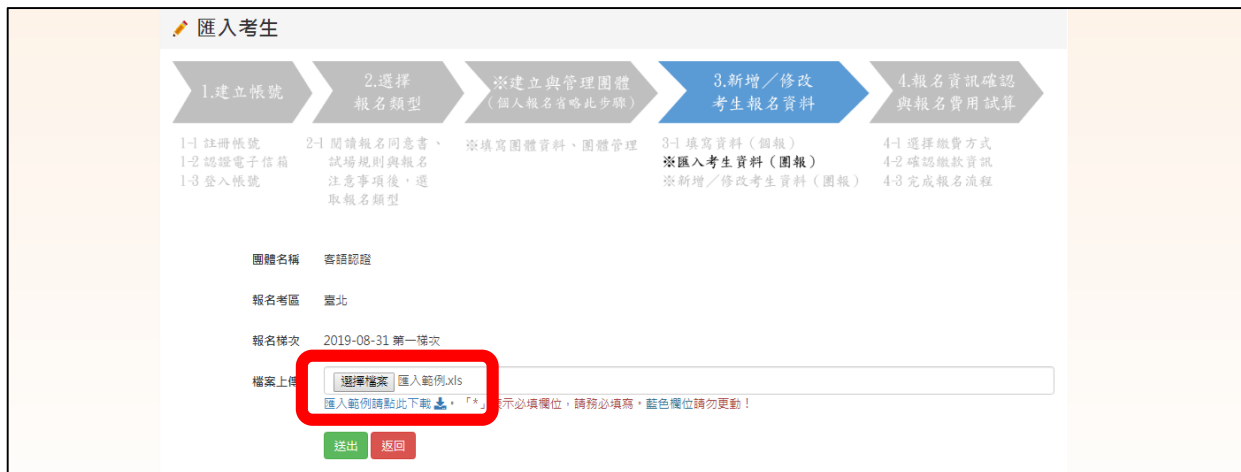 匯入考生
1.建立帳號
2.選擇
報名類型
※建立與管理團體
(個人報名省略此步驟)
3.新增／修改
考生報名資料
4.報名資訊確認
與報名費用試算
1-1 註冊帳號
1-2 認證電子信箱
1-3 登入帳號
2-1 閱讀報名同意書、
試場規則與報名
注意事項後，選
取報名類型
※填寫團體資料、團體管理
3-1 填寫資料（個報）
※匯入考生資料（團報）
※新增／修改考生資料（團報）
4-1 選擇繳費方式
4-2 確認繳款資訊
4-3 完成報名流程
團體名稱 客語認證
報名考區 臺北
報名梯次 2019-08-31 第一梯次
檔案上傳 選擇檔案 匯入範例.xls
匯入範例請點此下載 。「*」表示必填欄位，請務必填寫，藍色欄位請勿更動！
送出 返回